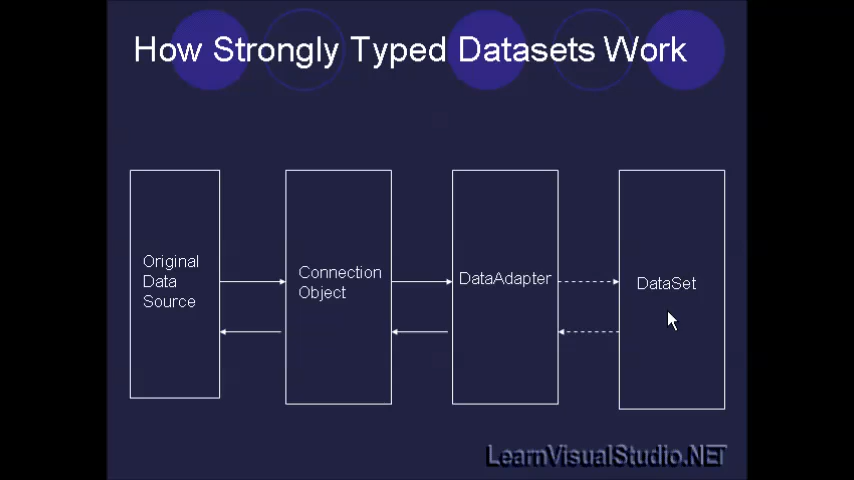 How Strongly Typed Datasets Work
Original
Data
Source
Connection
Object
DataAdapter
DataSet
LearnVisualStudio.NET